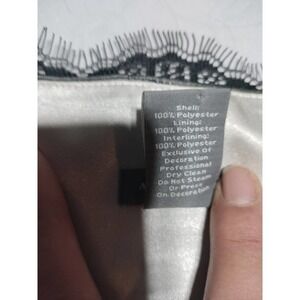 Shell:
100% Polyester
Lining:
100% Polyester
Interlining:
100% Polyester
Exclusive Of
Decoration
Professional
Dry Clean
Do Not Steam
Or Press
On Decoration